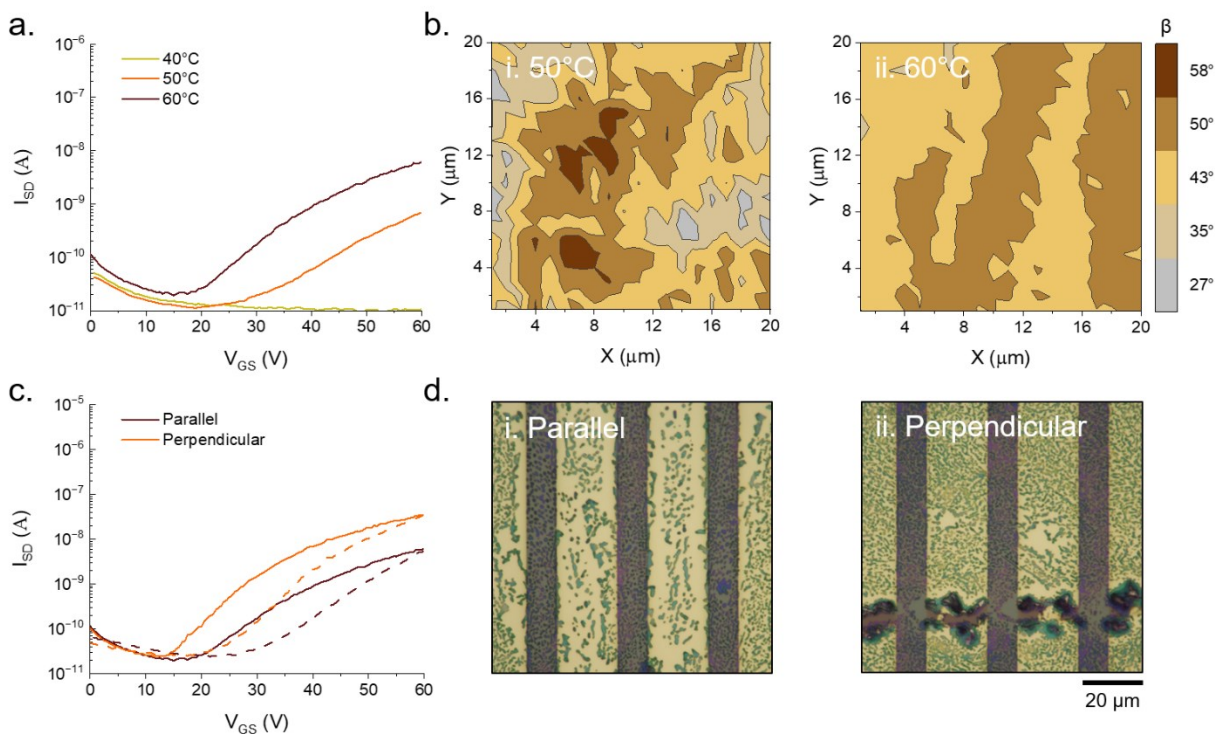 a.
10⁻⁶
10⁻⁷
10⁻⁸
10⁻⁹
10⁻¹⁰
10⁻¹¹
I_SD (A)
40°C
50°C
60°C
0 10 20 30 40 50 60
V_GS (V)
b.
i. 50°C
20
16
12
8
4
Y (μm)
4 8 12 16 20
X (μm)
ii. 60°C
20
16
12
8
4
Y (μm)
4 8 12 16 20
X (μm)
β
58°
50°
43°
35°
27°
c.
10⁻⁵
10⁻⁶
10⁻⁷
10⁻⁸
10⁻⁹
10⁻¹⁰
10⁻¹¹
I_SD (A)
Parallel
Perpendicular
0 10 20 30 40 50 60
V_GS (V)
d.
i. Parallel
ii. Perpendicular
20 μm